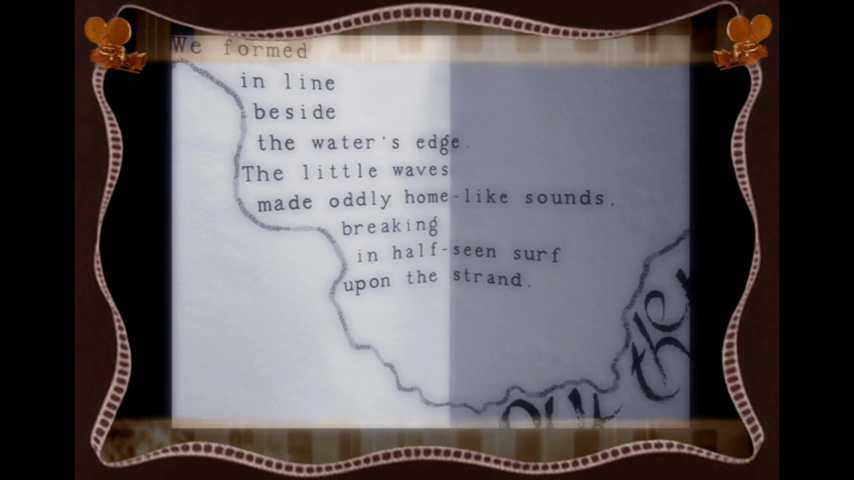 We formed
in line
beside
the water's edge.
The little waves
made oddly home-like sounds.
breaking
in half-seen surf
upon the strand.